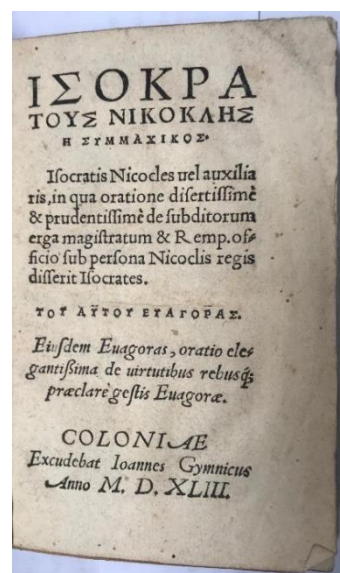 ΙΣΟΚΡΑ
ΤΟΥΣ ΝΙΚΟΚΛΗΣ
Η ΣΥΜΜΑΧΙΚΟΣ·
Iſocratis Nicocles uel auxilia
ris, in qua oratione diſertiſſimè
& prudentiſſimè de ſubditorum
erga magiſtratum & Remp. of⸗
ficio ſub perſona Nicoclis regis
diſſerit Iſocrates.
ΤΟΥ ΑΫΤΟΥ ΕΥΑΓΟΡΑΣ.
Eiuſdem Euagoras, oratio ele⸗
gantiſsima de uirtutibus rebusq́;
præclarè geſtis Euagoræ.
COLONIAE
Excudebat Ioannes Gymnicus
Anno M. D. XLIII.